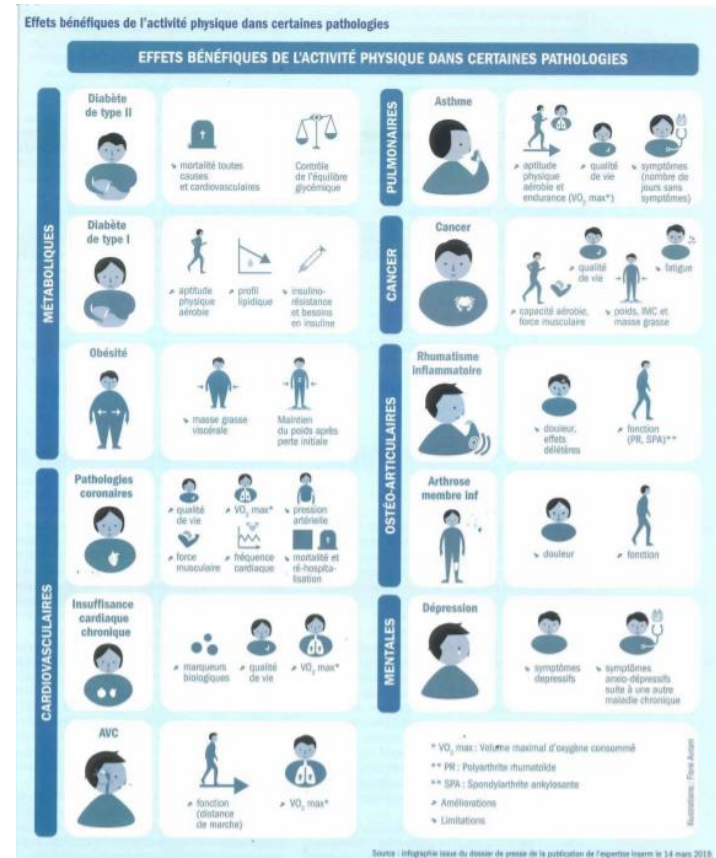 Effets bénéfiques de l'activité physique dans certaines pathologies
EFFETS BÉNÉFIQUES DE L'ACTIVITÉ PHYSIQUE DANS CERTAINES PATHOLOGIES
MÉTABOLIQUES
Diabète
de type II
↘ mortalité toutes
causes
et cardiovasculaires
Contrôle
de l'équilibre
glycémique
Diabète
de type I
↗ aptitude
physique
aérobie
↗ profil
lipidique
↘ insulino-
résistance
et besoins
en insuline
Obésité
↘ masse grasse
viscérale
Maintien
du poids après
perte initiale
CARDIOVASCULAIRES
Pathologies
coronaires
↗ qualité
de vie
↗ VO₂ max*
↘ pression
artérielle
↗ force
musculaire
↗ fréquence
cardiaque
↘ mortalité et
ré-hospita-
lisation
Insuffisance
cardiaque
chronique
↗ marqueurs
biologiques
↗ qualité
de vie
↗ VO₂ max*
AVC
↗ fonction
(distance
de marche)
↗ VO₂ max*
PULMONAIRES
Asthme
↗ aptitude
physique
aérobie et
endurance (VO₂ max*)
↗ qualité
de vie
↘ symptômes
(nombre de
jours sans
symptômes)
CANCER
Cancer
↗ capacité aérobie,
force musculaire
↗ qualité
de vie
↘ poids, IMC et
masse grasse
↘ fatigue
OSTÉO-ARTICULAIRES
Rhumatisme
inflammatoire
↘ douleur,
effets
délétères
↗ fonction
(PR, SPA)**
Arthrose
membre inf
↘ douleur
↗ fonction
MENTALES
Dépression
↘ symptômes
depressifs
↘ symptômes
anxio-dépressifs
suite à une autre
maladie chronique
* VO₂ max : Volume maximal d'oxygène consommé
** PR : Polyarthrite rhumatoïde
** SPA : Spondylarthrite ankylosante
↗ Améliorations
↘ Limitations
Illustrations : Floré Avram
Source : Infographie issue du dossier de presse de la publication de l'expertise Inserm le 14 mars 2019.